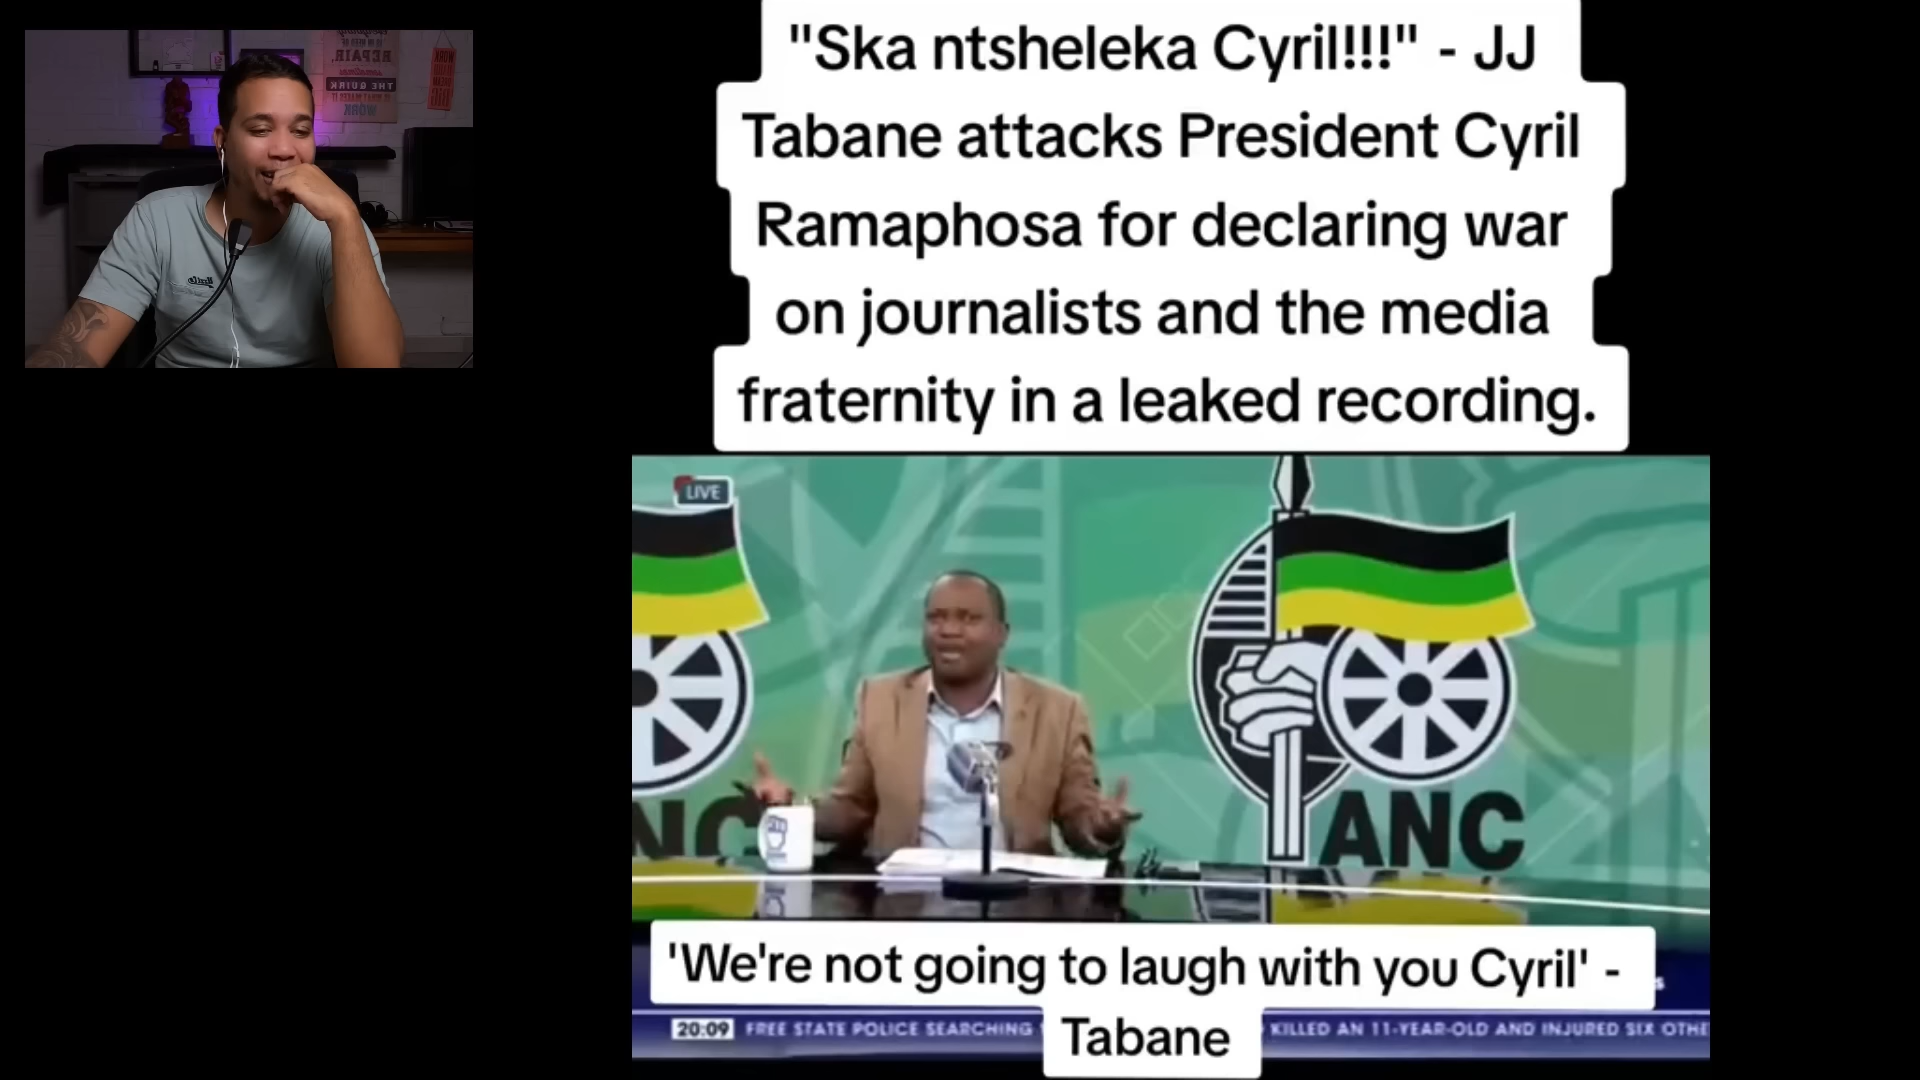 REPAIR,
THE QUIRK
WORK
"Ska ntsheleka Cyril!!!" - JJ
Tabane attacks President Cyril
Ramaphosa for declaring war
on journalists and the media
fraternity in a leaked recording.
LIVE
NC
ANC
'We're not going to laugh with you Cyril' -
Tabane
20:09 FREE STATE POLICE SEARCHING KILLED AN 11-YEAR-OLD AND INJURED SIX OTHE